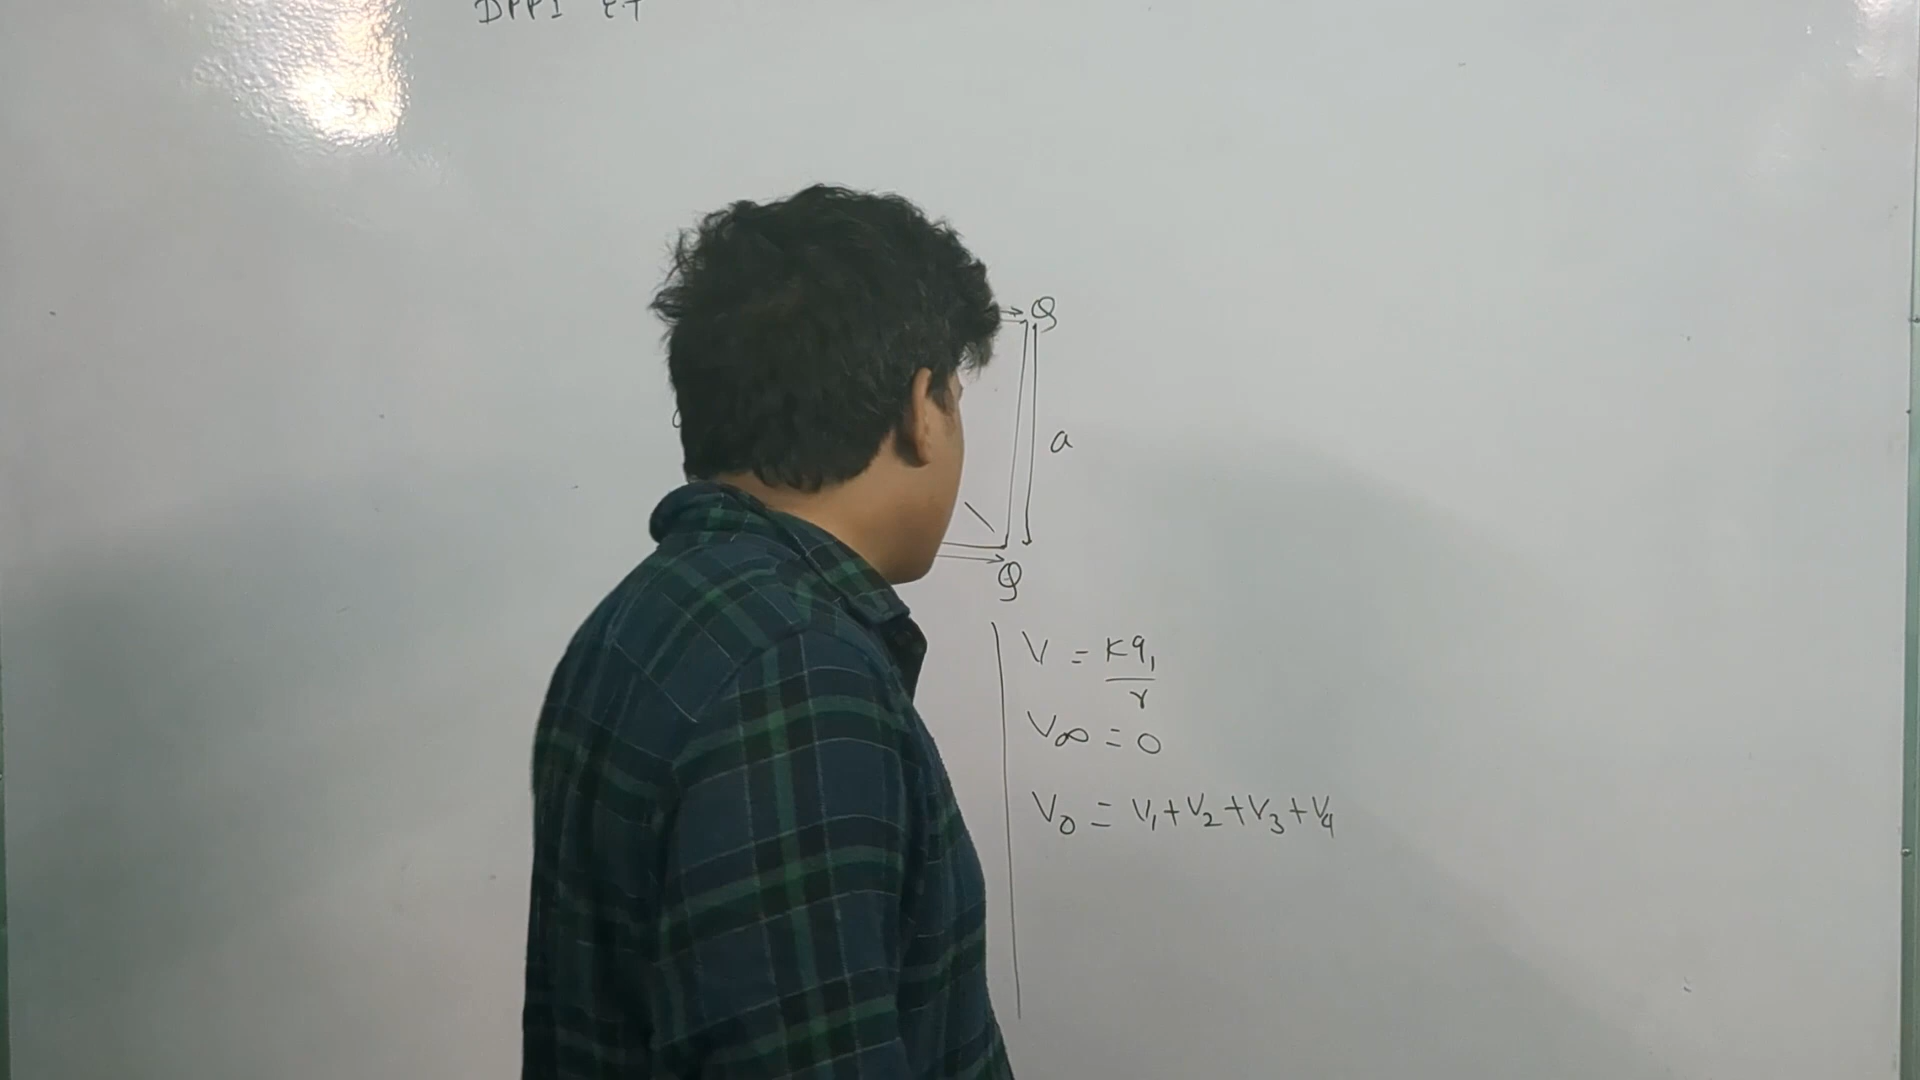 Q
a
Q
V = Kq₁/r
V∞ = 0
V₀ = V₁+V₂+V₃+V₄